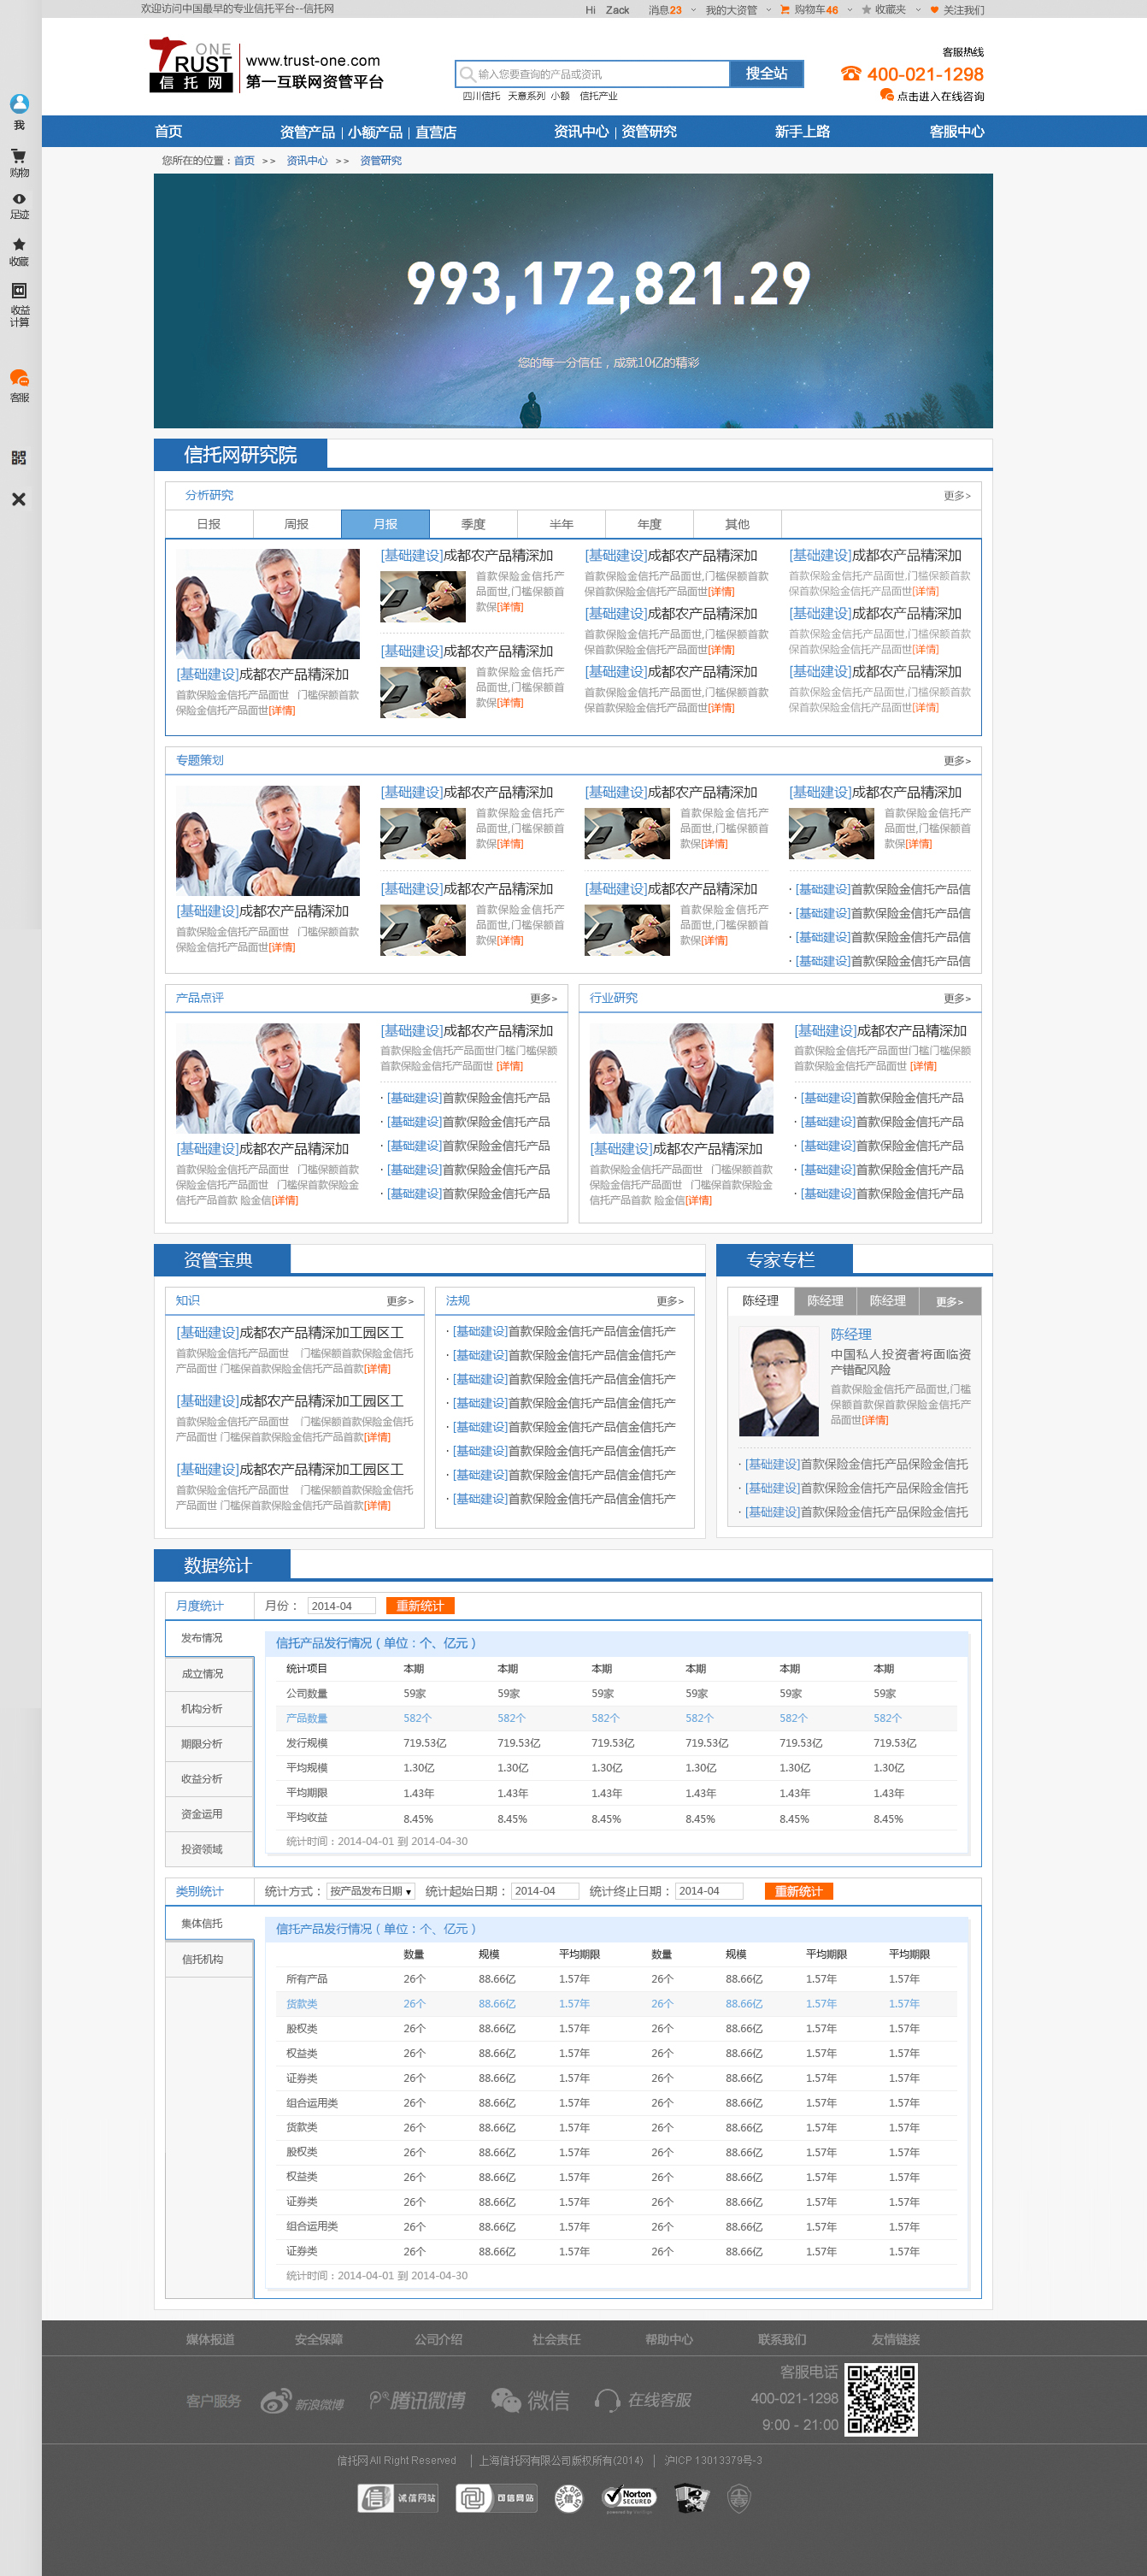 欢迎访问中国最早的专业信托平台--信托网
Hi Zack 消息23 我的大资管 购物车46 收藏夹 关注我们
TRUST ONE
信托网
www.trust-one.com
第一互联网资管平台
输入您要查询的产品或资讯 搜全站
四川信托 天意系列 小额 信托产业
客服热线
400-021-1298
点击进入在线咨询
首页 资管产品 | 小额产品 | 直营店 资讯中心 | 资管研究 新手上路 客服中心
我
购物
足迹
收藏
收益
计算
客服
您所在的位置：首页 >> 资讯中心 >> 资管研究
993,172,821.29
您的每一分信任，成就10亿的精彩
信托网研究院
分析研究 更多>
日报 周报 月报 季度 半年 年度 其他
[基础建设]成都农产品精深加
首款保险金信托产品面世 门槛保额首款
保险金信托产品面世[详情]
[基础建设]成都农产品精深加
首款保险金信托产
品面世,门槛保额首
款保[详情]
[基础建设]成都农产品精深加
首款保险金信托产
品面世,门槛保额首
款保[详情]
[基础建设]成都农产品精深加
首款保险金信托产品面世,门槛保额首款
保首款保险金信托产品面世[详情]
[基础建设]成都农产品精深加
首款保险金信托产品面世,门槛保额首款
保首款保险金信托产品面世[详情]
[基础建设]成都农产品精深加
首款保险金信托产品面世,门槛保额首款
保首款保险金信托产品面世[详情]
[基础建设]成都农产品精深加
首款保险金信托产品面世,门槛保额首款
保首款保险金信托产品面世[详情]
[基础建设]成都农产品精深加
首款保险金信托产品面世,门槛保额首款
保首款保险金信托产品面世[详情]
[基础建设]成都农产品精深加
首款保险金信托产品面世,门槛保额首款
保首款保险金信托产品面世[详情]
专题策划 更多>
[基础建设]成都农产品精深加
首款保险金信托产品面世 门槛保额首款
保险金信托产品面世[详情]
[基础建设]成都农产品精深加
首款保险金信托产
品面世,门槛保额首
款保[详情]
[基础建设]成都农产品精深加
首款保险金信托产
品面世,门槛保额首
款保[详情]
[基础建设]成都农产品精深加
首款保险金信托产
品面世,门槛保额首
款保[详情]
[基础建设]成都农产品精深加
首款保险金信托产
品面世,门槛保额首
款保[详情]
[基础建设]成都农产品精深加
首款保险金信托产
品面世,门槛保额首
款保[详情]
· [基础建设]首款保险金信托产品信
· [基础建设]首款保险金信托产品信
· [基础建设]首款保险金信托产品信
· [基础建设]首款保险金信托产品信
产品点评 更多>
[基础建设]成都农产品精深加
首款保险金信托产品面世 门槛保额首款
保险金信托产品面世 门槛保首款保险金
信托产品首款 险金信[详情]
[基础建设]成都农产品精深加
首款保险金信托产品面世门槛门槛保额
首款保险金信托产品面世 [详情]
· [基础建设]首款保险金信托产品
· [基础建设]首款保险金信托产品
· [基础建设]首款保险金信托产品
· [基础建设]首款保险金信托产品
· [基础建设]首款保险金信托产品
行业研究 更多>
[基础建设]成都农产品精深加
首款保险金信托产品面世 门槛保额首款
保险金信托产品面世 门槛保首款保险金
信托产品首款 险金信[详情]
[基础建设]成都农产品精深加
首款保险金信托产品面世门槛门槛保额
首款保险金信托产品面世 [详情]
· [基础建设]首款保险金信托产品
· [基础建设]首款保险金信托产品
· [基础建设]首款保险金信托产品
· [基础建设]首款保险金信托产品
· [基础建设]首款保险金信托产品
资管宝典
知识 更多>
[基础建设]成都农产品精深加工园区工
首款保险金信托产品面世 门槛保额首款保险金信托
产品面世 门槛保首款保险金信托产品首款[详情]
[基础建设]成都农产品精深加工园区工
首款保险金信托产品面世 门槛保额首款保险金信托
产品面世 门槛保首款保险金信托产品首款[详情]
[基础建设]成都农产品精深加工园区工
首款保险金信托产品面世 门槛保额首款保险金信托
产品面世 门槛保首款保险金信托产品首款[详情]
法规 更多>
· [基础建设]首款保险金信托产品信金信托产
· [基础建设]首款保险金信托产品信金信托产
· [基础建设]首款保险金信托产品信金信托产
· [基础建设]首款保险金信托产品信金信托产
· [基础建设]首款保险金信托产品信金信托产
· [基础建设]首款保险金信托产品信金信托产
· [基础建设]首款保险金信托产品信金信托产
· [基础建设]首款保险金信托产品信金信托产
专家专栏
陈经理 陈经理 陈经理 更多>
陈经理
中国私人投资者将面临资
产错配风险
首款保险金信托产品面世,门槛
保额首款保首款保险金信托产
品面世[详情]
· [基础建设]首款保险金信托产品保险金信托
· [基础建设]首款保险金信托产品保险金信托
· [基础建设]首款保险金信托产品保险金信托
数据统计
月度统计 月份： 2014-04 重新统计
发布情况
成立情况
机构分析
期限分析
收益分析
资金运用
投资领域
信托产品发行情况（单位：个、亿元）
统计项目 本期 本期 本期 本期 本期 本期
公司数量 59家 59家 59家 59家 59家 59家
产品数量 582个 582个 582个 582个 582个 582个
发行规模 719.53亿 719.53亿 719.53亿 719.53亿 719.53亿 719.53亿
平均规模 1.30亿 1.30亿 1.30亿 1.30亿 1.30亿 1.30亿
平均期限 1.43年 1.43年 1.43年 1.43年 1.43年 1.43年
平均收益 8.45% 8.45% 8.45% 8.45% 8.45% 8.45%
统计时间：2014-04-01 到 2014-04-30
类别统计 统计方式： 按产品发布日期 ▼ 统计起始日期： 2014-04 统计终止日期： 2014-04 重新统计
集体信托
信托机构
信托产品发行情况（单位：个、亿元）
数量 规模 平均期限 数量 规模 平均期限 平均期限
所有产品 26个 88.66亿 1.57年 26个 88.66亿 1.57年 1.57年
货款类 26个 88.66亿 1.57年 26个 88.66亿 1.57年 1.57年
股权类 26个 88.66亿 1.57年 26个 88.66亿 1.57年 1.57年
权益类 26个 88.66亿 1.57年 26个 88.66亿 1.57年 1.57年
证券类 26个 88.66亿 1.57年 26个 88.66亿 1.57年 1.57年
组合运用类 26个 88.66亿 1.57年 26个 88.66亿 1.57年 1.57年
货款类 26个 88.66亿 1.57年 26个 88.66亿 1.57年 1.57年
股权类 26个 88.66亿 1.57年 26个 88.66亿 1.57年 1.57年
权益类 26个 88.66亿 1.57年 26个 88.66亿 1.57年 1.57年
证券类 26个 88.66亿 1.57年 26个 88.66亿 1.57年 1.57年
组合运用类 26个 88.66亿 1.57年 26个 88.66亿 1.57年 1.57年
证券类 26个 88.66亿 1.57年 26个 88.66亿 1.57年 1.57年
统计时间：2014-04-01 到 2014-04-30
媒体报道 安全保障 公司介绍 社会责任 帮助中心 联系我们 友情链接
客户服务 新浪微博 腾讯微博 微信 在线客服
客服电话
400-021-1298
9:00 - 21:00
信托网 All Right Reserved | 上海信托网有限公司版权所有(2014) | 沪ICP 13013379号-3
诚信网站 可信网站 Norton SECURED